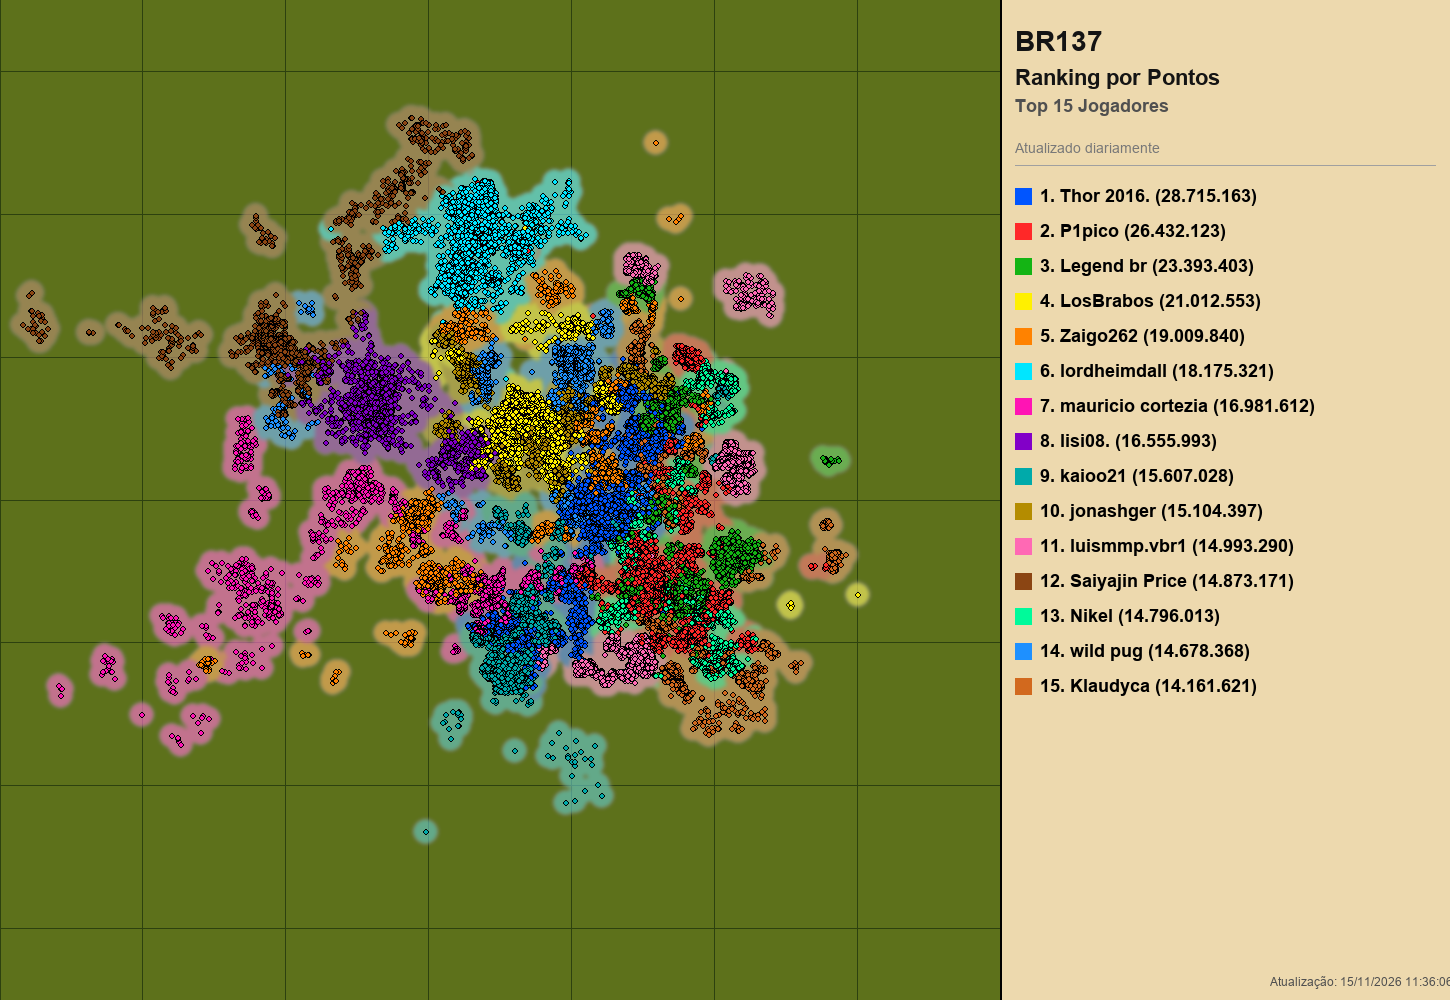 BR137
Ranking por Pontos
Top 15 Jogadores
Atualizado diariamente
1. Thor 2016. (28.715.163)
2. P1pico (26.432.123)
3. Legend br (23.393.403)
4. LosBrabos (21.012.553)
5. Zaigo262 (19.009.840)
6. lordheimdall (18.175.321)
7. mauricio cortezia (16.981.612)
8. lisi08. (16.555.993)
9. kaioo21 (15.607.028)
10. jonashger (15.104.397)
11. luismmp.vbr1 (14.993.290)
12. Saiyajin Price (14.873.171)
13. Nikel (14.796.013)
14. wild pug (14.678.368)
15. Klaudyca (14.161.621)
Atualização: 15/11/2026 11:36:06